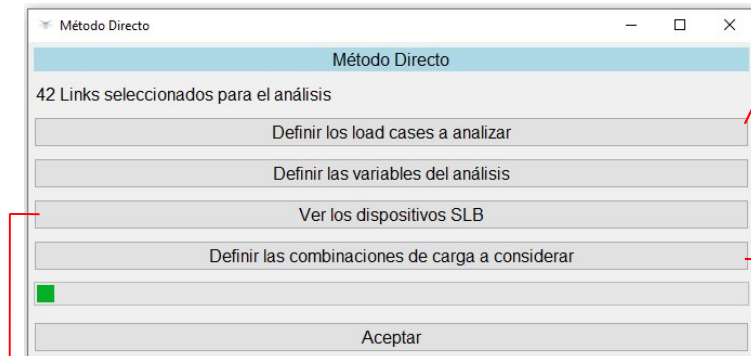 Método Directo
Método Directo
42 Links seleccionados para el análisis
Definir los load cases a analizar
Definir las variables del análisis
Ver los dispositivos SLB
Definir las combinaciones de carga a considerar
Aceptar